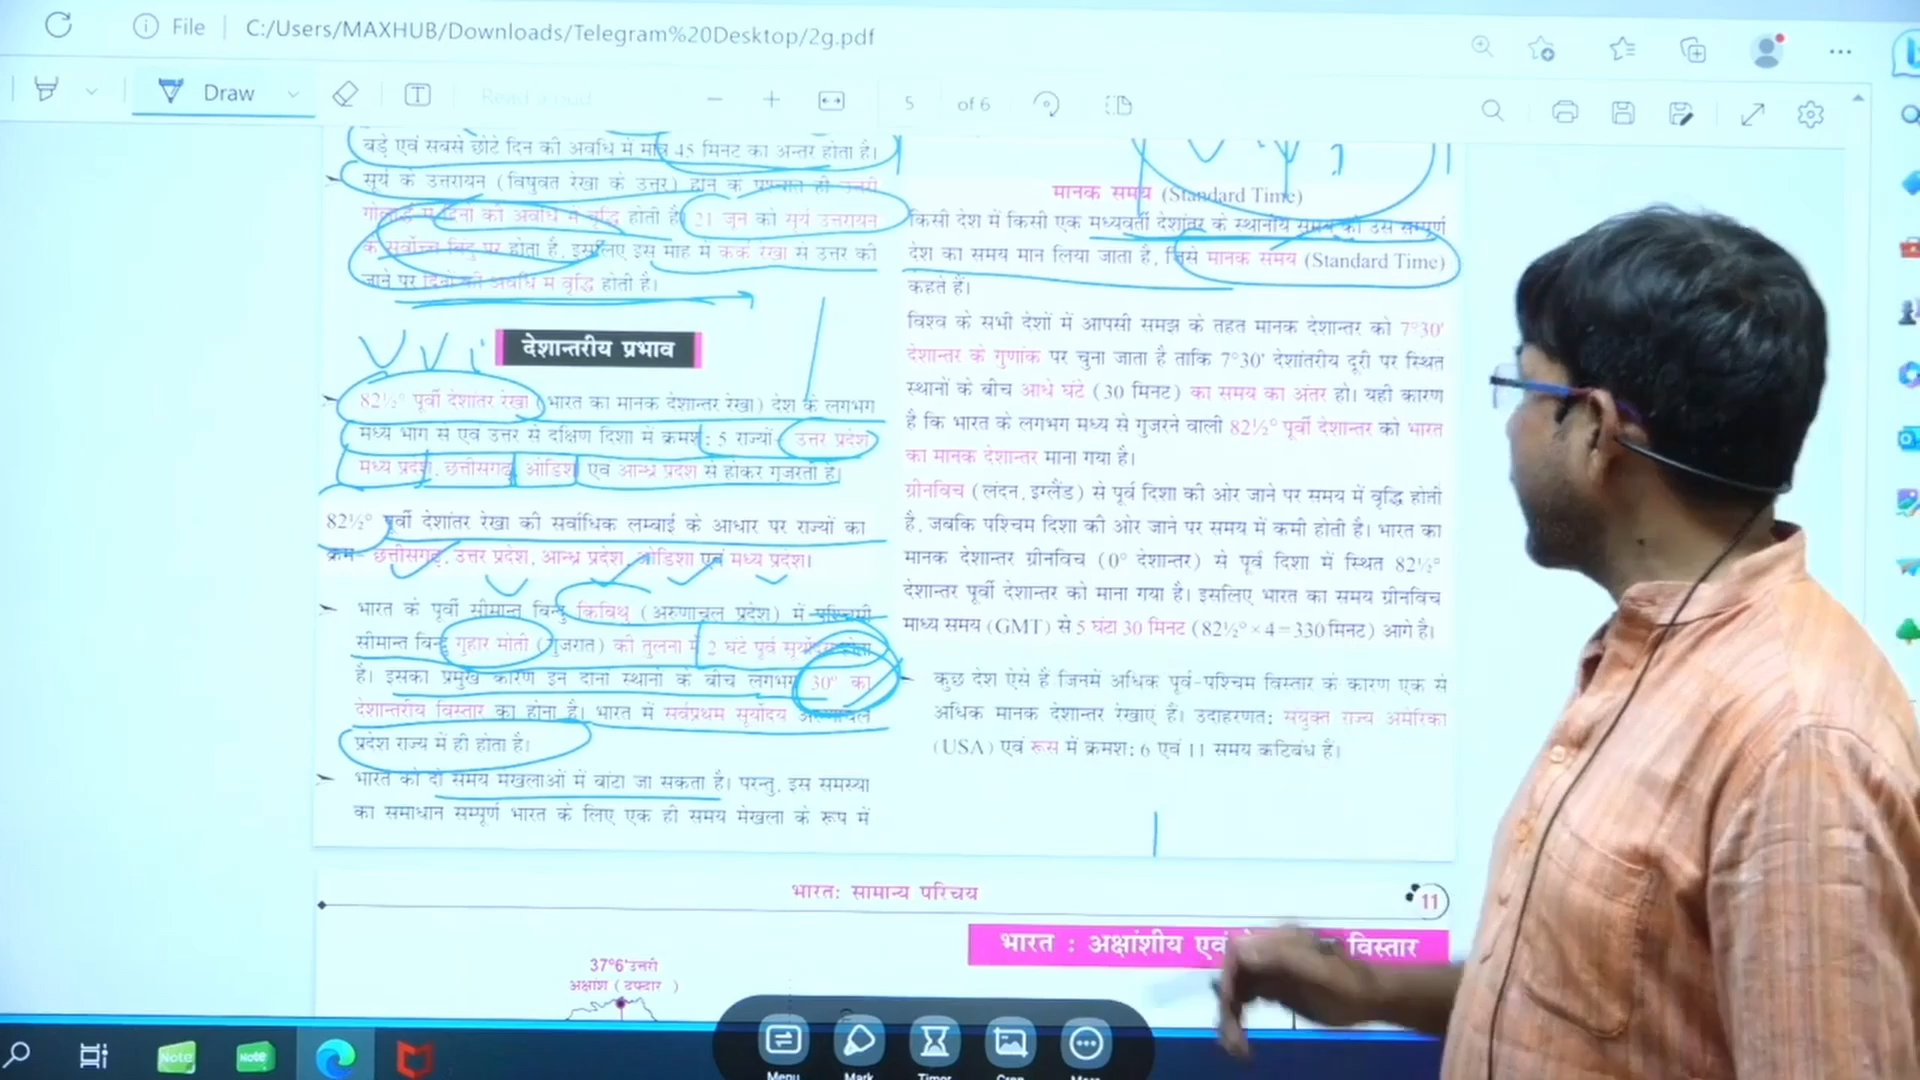 File
C:/Users/MAXHUB/Downloads/Telegram%20Desktop/2g.pdf
Draw
Read aloud
5 of 6
बड़े एवं सबसे छोटे दिन की अवधि में मात्र 45 मिनट का अन्तर होता है।
सूर्य के उत्तरायन (विषुवत रेखा के उत्तर) होने के पश्चात ही उत्तरी
गोलार्द्ध में दिनों की अवधि में वृद्धि होती है। 21 जून को सूर्य उत्तरायन
के सर्वोच्च बिंदु पर होता है, इसलिए इस माह में कर्क रेखा से उत्तर की
जाने पर दिनों की अवधि में वृद्धि होती है।
देशान्तरीय प्रभाव
82½° पूर्वी देशांतर रेखा (भारत का मानक देशान्तर रेखा) देश के लगभग
मध्य भाग से एवं उत्तर से दक्षिण दिशा में क्रमश: 5 राज्यों- उत्तर प्रदेश
मध्य प्रदेश, छत्तीसगढ़, ओडिशा एवं आन्ध्र प्रदेश से होकर गुजरती है।
82½° पूर्वी देशांतर रेखा की सर्वाधिक लम्बाई के आधार पर राज्यों का
क्रम- छत्तीसगढ़, उत्तर प्रदेश, आन्ध्र प्रदेश, ओडिशा एवं मध्य प्रदेश।
भारत के पूर्वी सीमान्त बिन्दु किबिथु (अरुणाचल प्रदेश) में पश्चिमी
सीमान्त बिन्दु गुहार मोती (गुजरात) की तुलना में 2 घंटे पूर्व सूर्योदय होता
है। इसका प्रमुख कारण इन दोनों स्थानों के बीच लगभग 30° का
देशान्तरीय विस्तार का होना है। भारत में सर्वप्रथम सूर्योदय अरुणाचल
प्रदेश राज्य में ही होता है।
भारत को दो समय मेखलाओं में बांटा जा सकता है। परन्तु, इस समस्या
का समाधान सम्पूर्ण भारत के लिए एक ही समय मेखला के रूप में
मानक समय (Standard Time)
किसी देश में किसी एक मध्यवर्ती देशांतर के स्थानीय समय को उस सम्पूर्ण
देश का समय मान लिया जाता है, जिसे मानक समय (Standard Time)
कहते हैं।
विश्व के सभी देशों में आपसी समझ के तहत मानक देशान्तर को 7°30'
देशान्तर के गुणांक पर चुना जाता है ताकि 7°30' देशांतरीय दूरी पर स्थित
स्थानों के बीच आधे घंटे (30 मिनट) का समय का अंतर हो। यही कारण
है कि भारत के लगभग मध्य से गुजरने वाली 82½° पूर्वी देशान्तर को भारत
का मानक देशान्तर माना गया है।
ग्रीनविच (लंदन, इग्लैंड) से पूर्व दिशा की ओर जाने पर समय में वृद्धि होती
है, जबकि पश्चिम दिशा की ओर जाने पर समय में कमी होती है। भारत का
मानक देशान्तर ग्रीनविच (0° देशान्तर) से पूर्व दिशा में स्थित 82½°
देशान्तर पूर्वी देशान्तर को माना गया है। इसलिए भारत का समय ग्रीनविच
माध्य समय (GMT) से 5 घंटा 30 मिनट (82½°×4=330मिनट) आगे है।
कुछ देश ऐसे हैं जिनमें अधिक पूर्व-पश्चिम विस्तार के कारण एक से
अधिक मानक देशान्तर रेखाएं है। उदाहरणत: संयुक्त राज्य अमेरिका
(USA) एवं रूस में क्रमश: 6 एवं 11 समय कटिबंध हैं।
भारत: सामान्य परिचय
11
भारत : अक्षांशीय एवं विस्तार
37°6'उत्तरी
अक्षांश (दफ्दार )
Note
Note
Menu
Mark
Timer
Crop
More